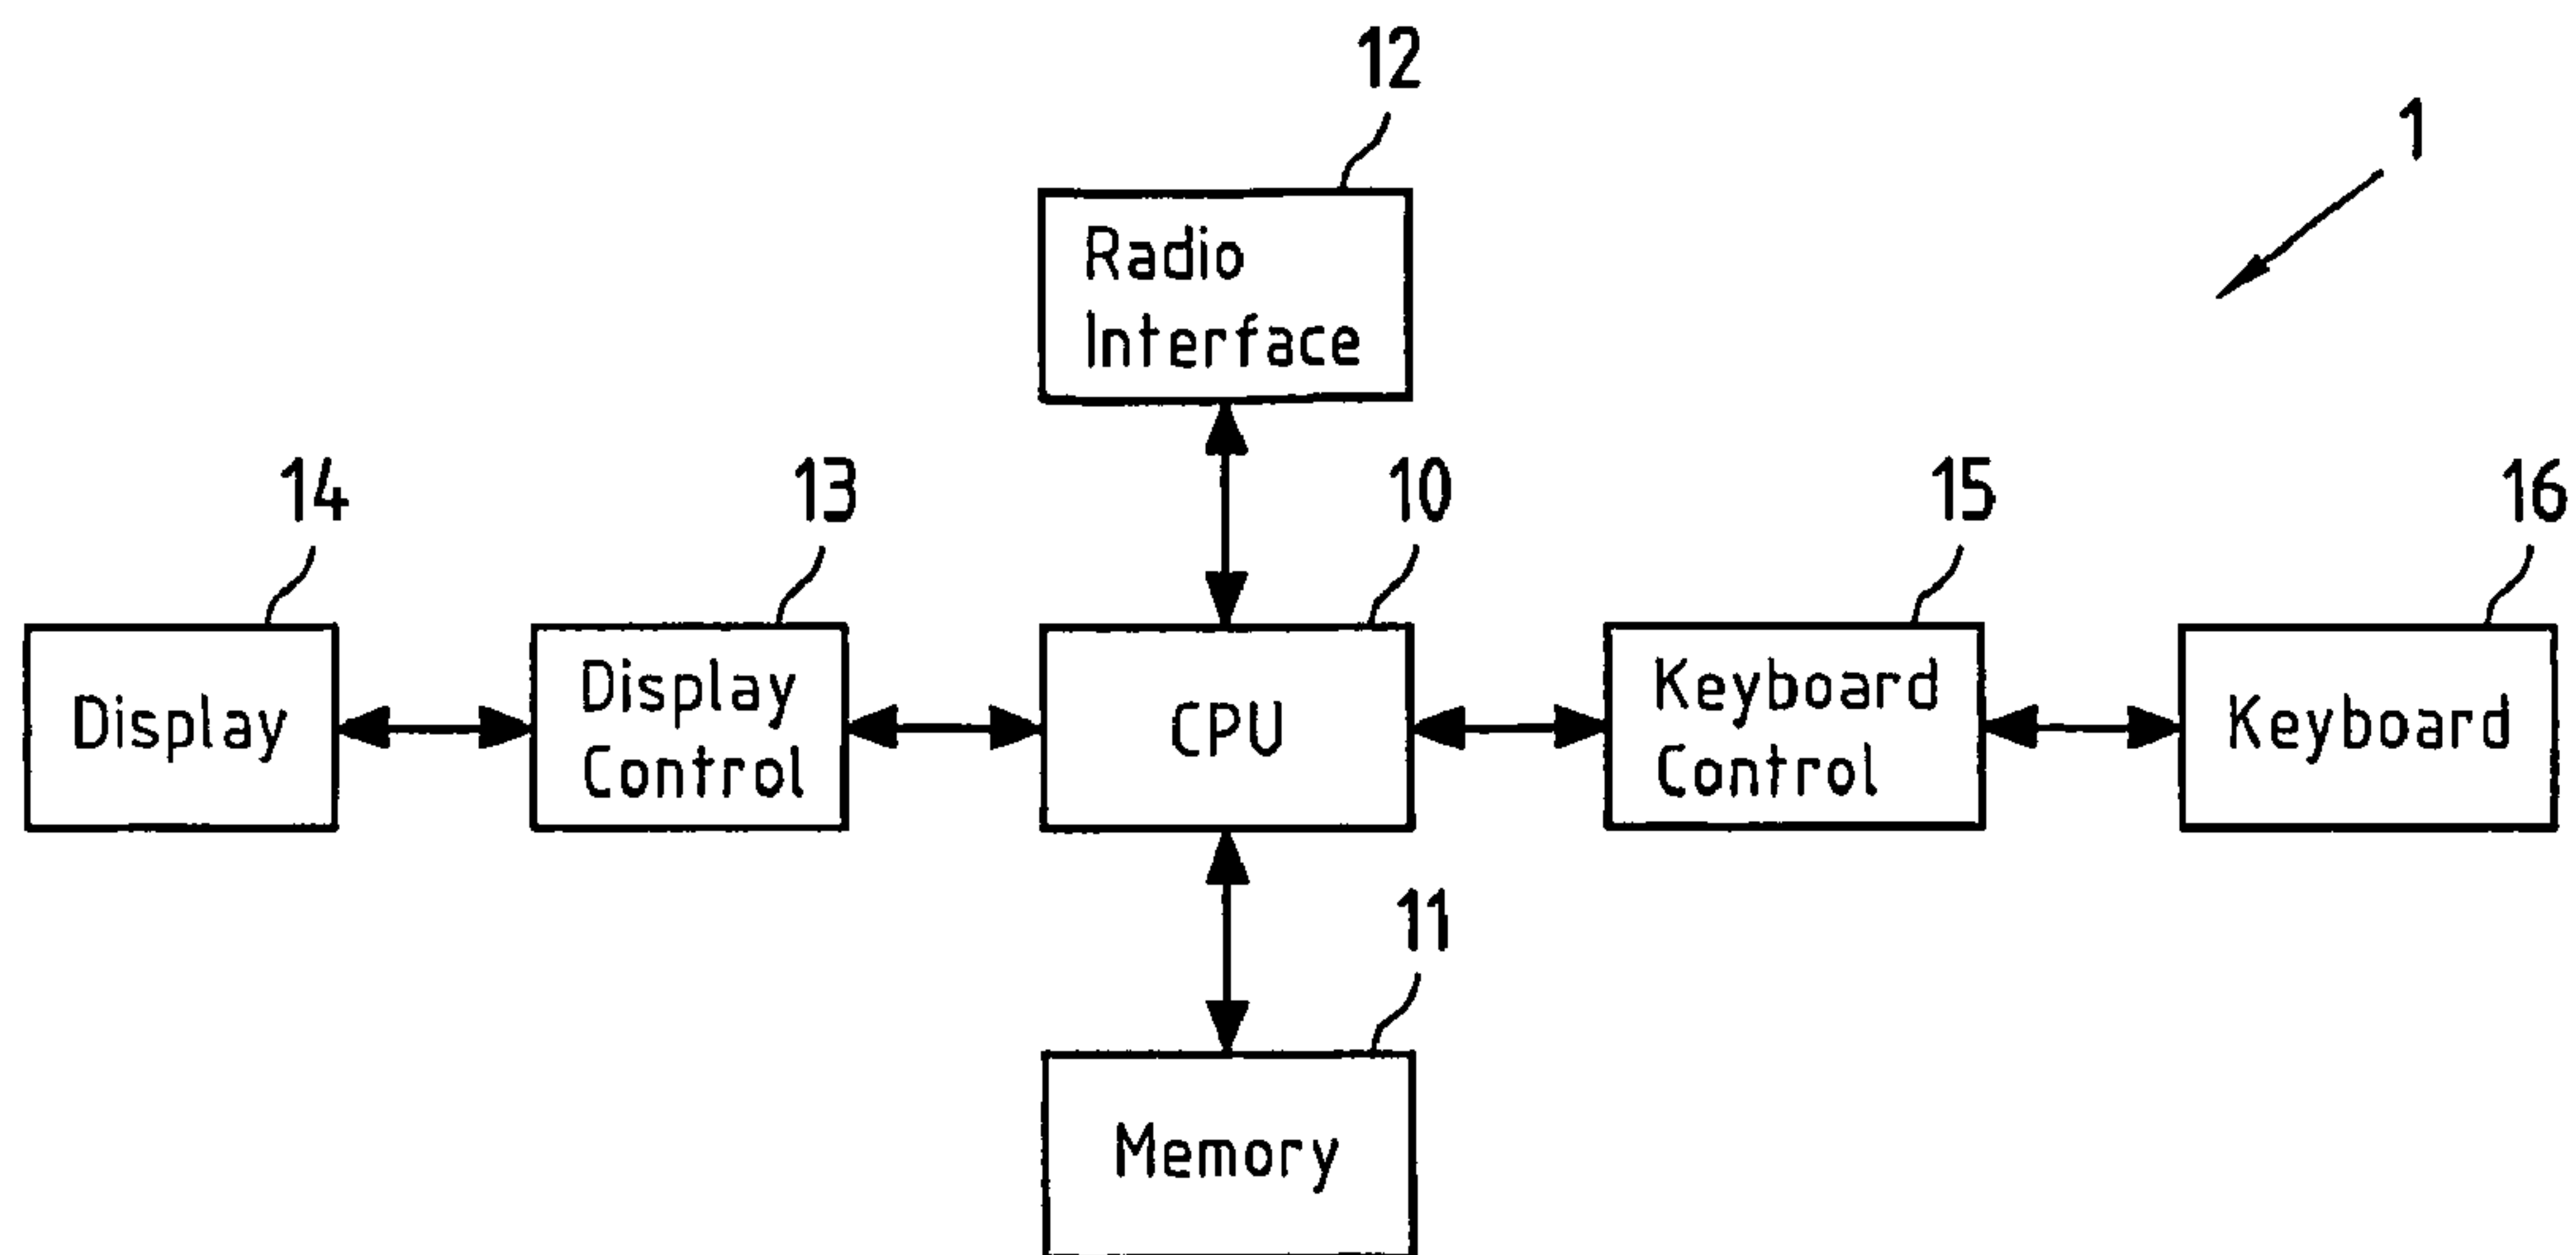 12
1
Radio
Interface
14
13
10
15
16
Display
Display
Control
CPU
Keyboard
Control
Keyboard
11
Memory